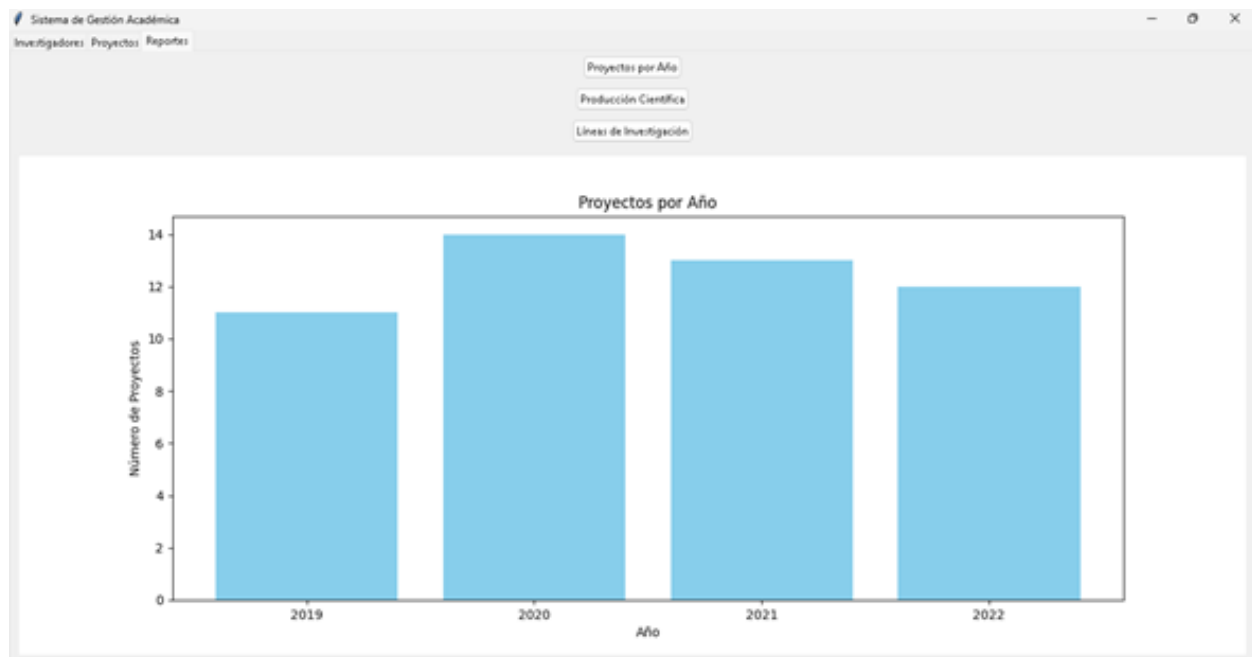 Sistema de Gestión Académica
Investigadores Proyectos Reportes
Proyectos por Año
Producción Científica
Líneas de Investigación
Proyectos por Año
14
12
10
8
6
4
2
0
Número de Proyectos
2019 2020 2021 2022
Año